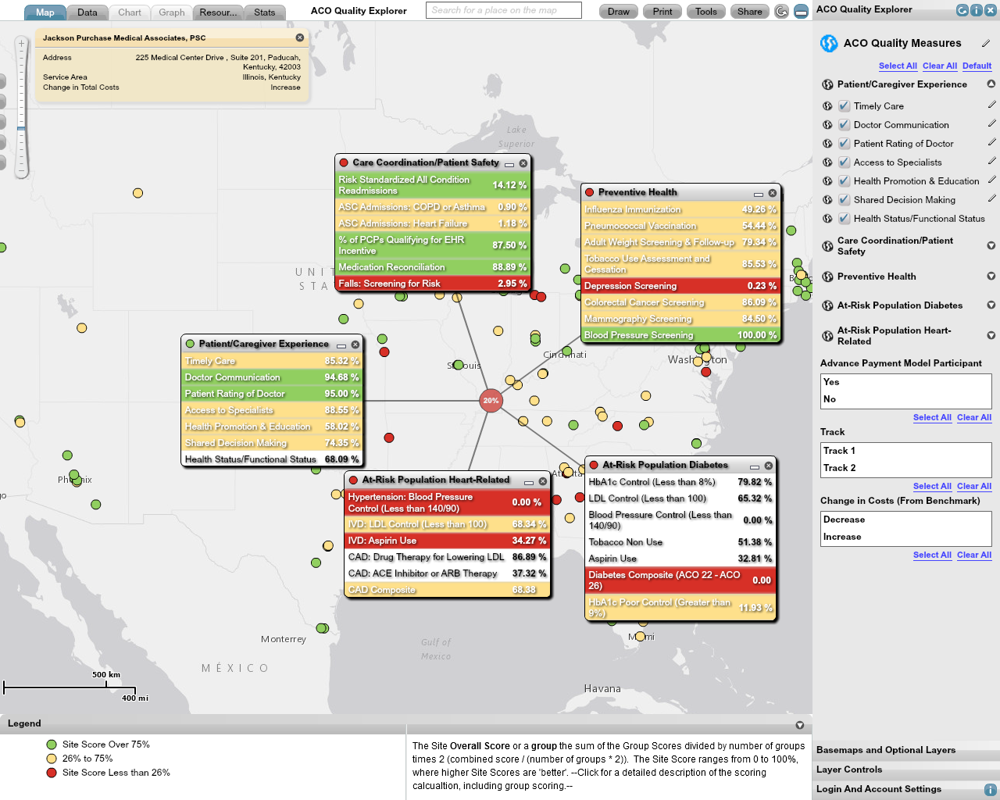 Map
Data
Chart
Graph
Resour...
Stats
ACO Quality Explorer
Search for a place on the map
Draw
Print
Tools
Share
ACO Quality Explorer
Jackson Purchase Medical Associates, PSC
Address
225 Medical Center Drive , Suite 201, Paducah,
Kentucky, 42003
Service Area
Illinois, Kentucky
Change in Total Costs
Increase
Lake
Superior
UNIT
STA
Care Coordination/Patient Safety
Risk Standardized All Condition
Readmissions
14.12 %
ASC Admissions: COPD or Asthma 0.90 %
ASC Admissions: Heart Failure 1.18 %
% of PCPs Qualifying for EHR
Incentive
87.50 %
Medication Reconciliation 88.89 %
Falls: Screening for Risk 2.95 %
Preventive Health
Influenza Immunization 49.26 %
Pneumococcal Vaccination 54.44 %
Adult Weight Screening & Follow-up 79.34 %
Tobacco Use Assessment and
Cessation
85.53 %
Depression Screening 0.23 %
Colorectal Cancer Screening 86.09 %
Mammography Screening 84.50 %
Blood Pressure Screening 100.00 %
Patient/Caregiver Experience
Timely Care 85.32 %
Doctor Communication 94.68 %
Patient Rating of Doctor 95.00 %
Access to Specialists 88.55 %
Health Promotion & Education 58.02 %
Shared Decision Making 74.35 %
Health Status/Functional Status 68.09 %
Cincinnati
Washington
20%
At-Risk Population Heart-Related
Hypertension: Blood Pressure
Control (Less than 140/90)
0.00 %
IVD: LDL Control (Less than 100) 68.34 %
IVD: Aspirin Use 34.27 %
CAD: Drug Therapy for Lowering LDL 86.89 %
CAD: ACE Inhibitor or ARB Therapy 37.32 %
CAD Composite 68.38
At-Risk Population Diabetes
HbA1c Control (Less than 8%) 79.82 %
LDL Control (Less than 100) 65.32 %
Blood Pressure Control (Less than
140/90)
0.00 %
Tobacco Non Use 51.38 %
Aspirin Use 32.81 %
Diabetes Composite (ACO 22 - ACO
26)
0.00
HbA1c Poor Control (Greater than
9%)
11.93 %
Monterrey
MÉXICO
Gulf of
Mexico
Havana
500 km
400 mi
ACO Quality Measures
Select All Clear All Default
Patient/Caregiver Experience
Timely Care
Doctor Communication
Patient Rating of Doctor
Access to Specialists
Health Promotion & Education
Shared Decision Making
Health Status/Functional Status
Care Coordination/Patient
Safety
Preventive Health
At-Risk Population Diabetes
At-Risk Population Heart-
Related
Advance Payment Model Participant
Yes
No
Select All Clear All
Track
Track 1
Track 2
Select All Clear All
Change in Costs (From Benchmark)
Decrease
Increase
Select All Clear All
Basemaps and Optional Layers
Layer Controls
Login And Account Settings
Legend
Site Score Over 75%
26% to 75%
Site Score Less than 26%
The Site Overall Score or a group the sum of the Group Scores divided by number of groups
times 2 (combined score / (number of groups * 2)). The Site Score ranges from 0 to 100%,
where higher Site Scores are 'better'. --Click for a detailed description of the scoring
calcualtion, including group scoring.--